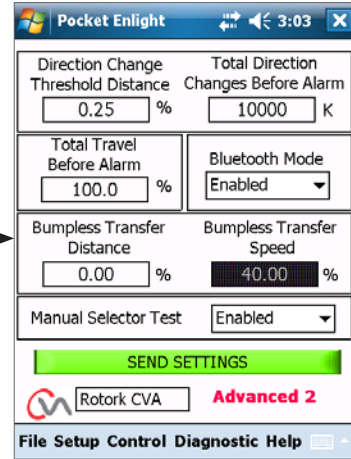 Pocket Enlight 3:03
Direction Change Total Direction
Threshold Distance Changes Before Alarm
0.25 % 10000 K
Total Travel
Before Alarm Bluetooth Mode
100.0 % Enabled
Bumpless Transfer Bumpless Transfer
Distance Speed
0.00 % 40.00 %
Manual Selector Test Enabled
SEND SETTINGS
Rotork CVA Advanced 2
File Setup Control Diagnostic Help